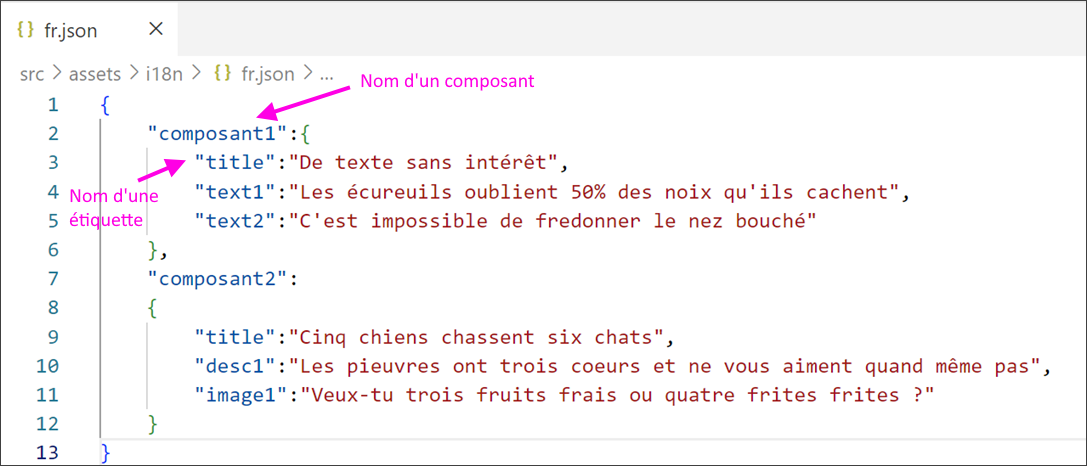 {} fr.json ×
src > assets > i18n > {} fr.json > ...
Nom d'un composant
1 {
2 "composant1":{
3 "title":"De texte sans intérêt",
Nom d'une
étiquette
4 "text1":"Les écureuils oublient 50% des noix qu'ils cachent",
5 "text2":"C'est impossible de fredonner le nez bouché"
6 },
7 "composant2":
8 {
9 "title":"Cinq chiens chassent six chats",
10 "desc1":"Les pieuvres ont trois coeurs et ne vous aiment quand même pas",
11 "image1":"Veux-tu trois fruits frais ou quatre frites frites ?"
12 }
13 }